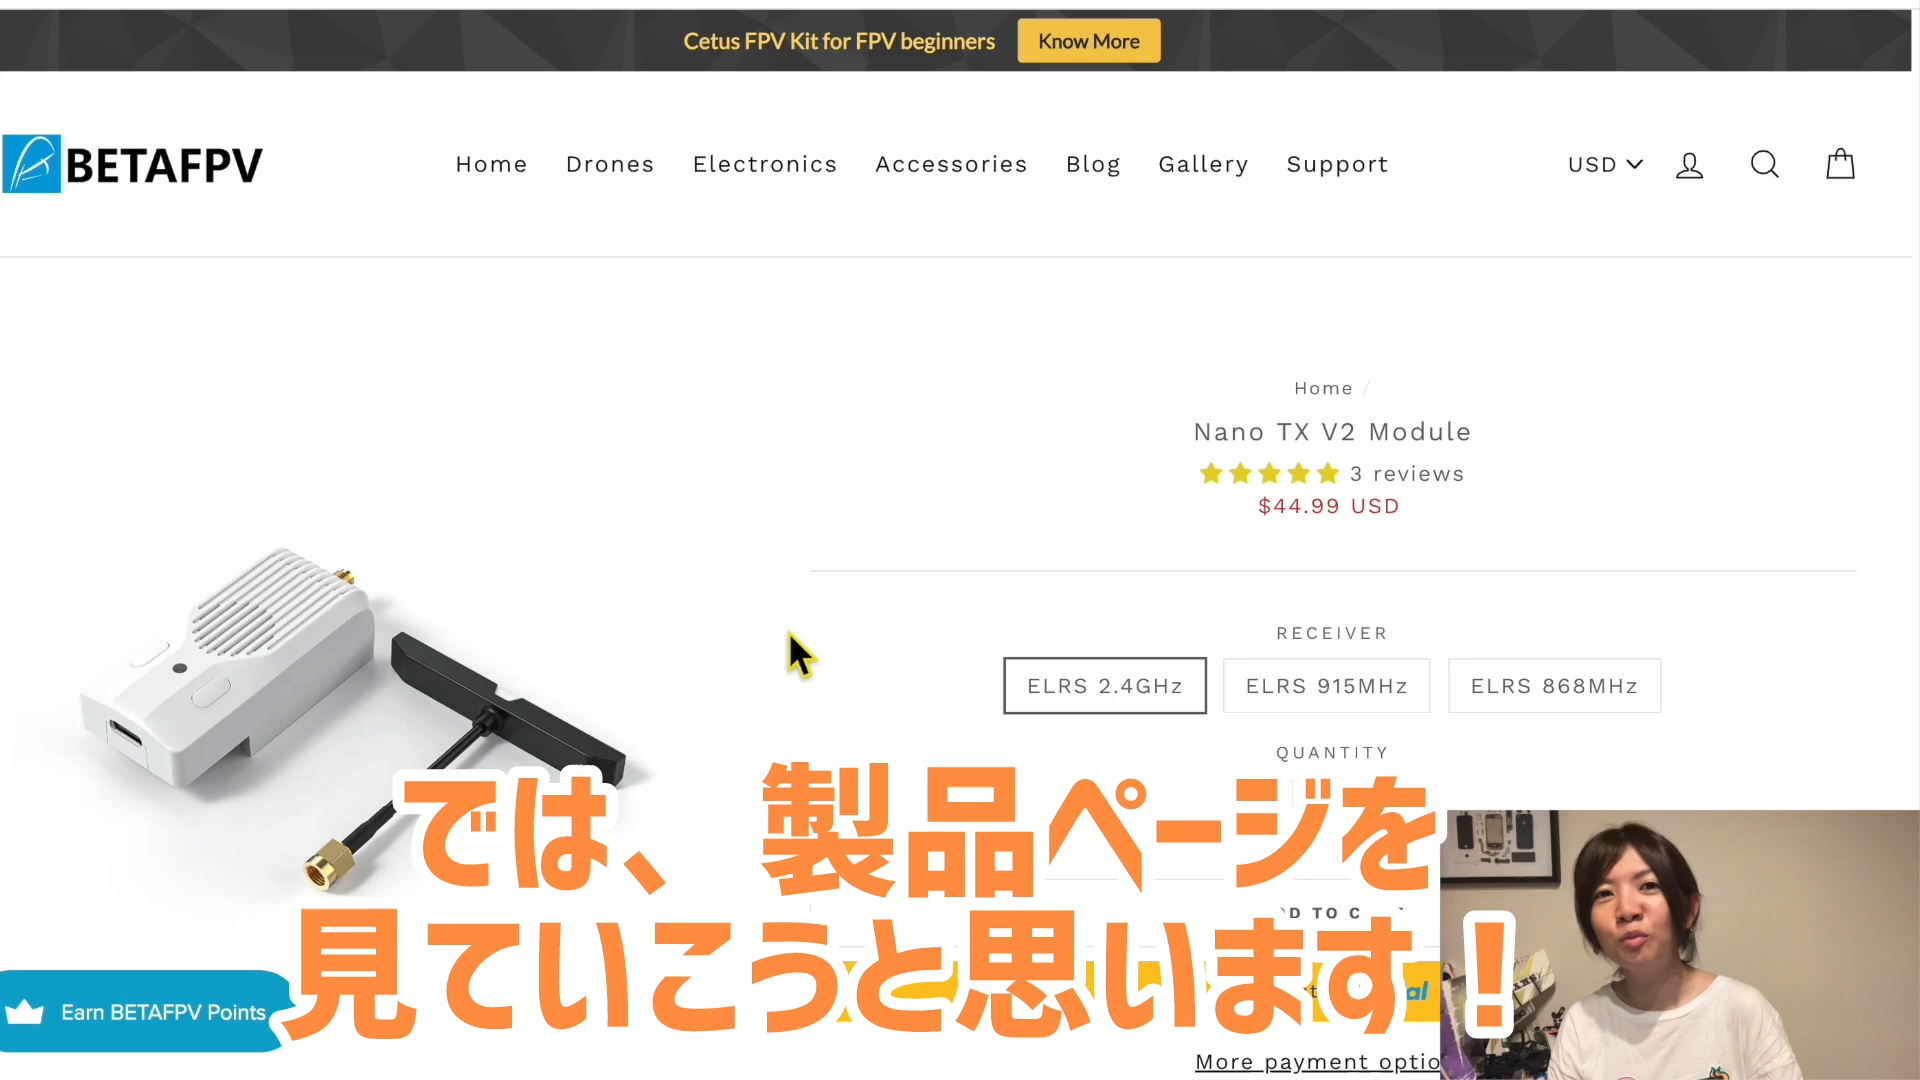 Cetus FPV Kit for FPV beginners
Know More
BETAFPV
Home Drones Electronics Accessories Blog Gallery Support
USD
Home /
Nano TX V2 Module
3 reviews
$44.99 USD
RECEIVER
ELRS 2.4GHz
ELRS 915MHz
ELRS 868MHz
QUANTITY
では、製品ページを
TO
見ていこうと思います！
Earn BETAFPV Points
More payment optio